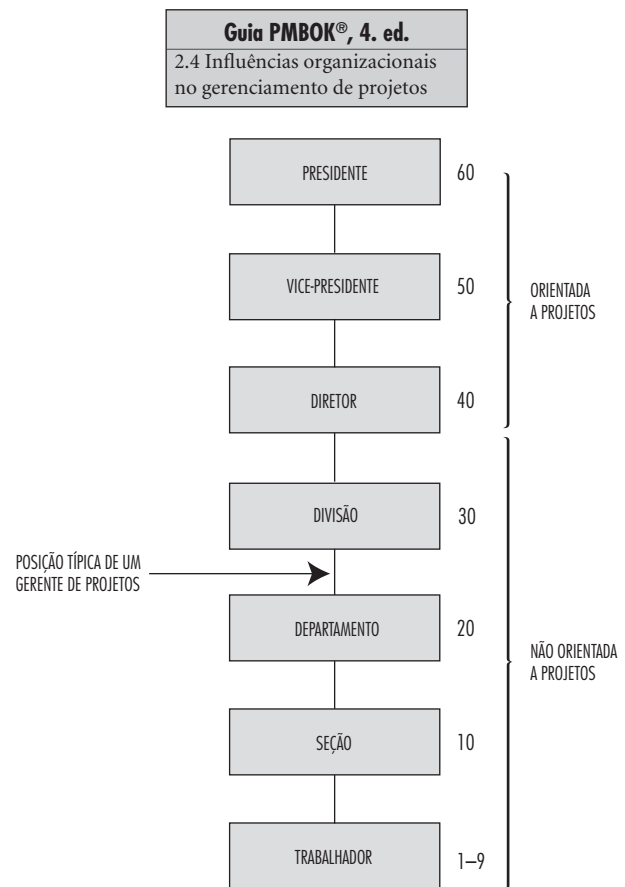 Guia PMBOK®, 4. ed.
2.4 Influências organizacionais
no gerenciamento de projetos
PRESIDENTE 60
VICE-PRESIDENTE 50
ORIENTADA
A PROJETOS
DIRETOR 40
DIVISÃO 30
POSIÇÃO TÍPICA DE UM
GERENTE DE PROJETOS
DEPARTAMENTO 20
NÃO ORIENTADA
A PROJETOS
SEÇÃO 10
TRABALHADOR 1–9